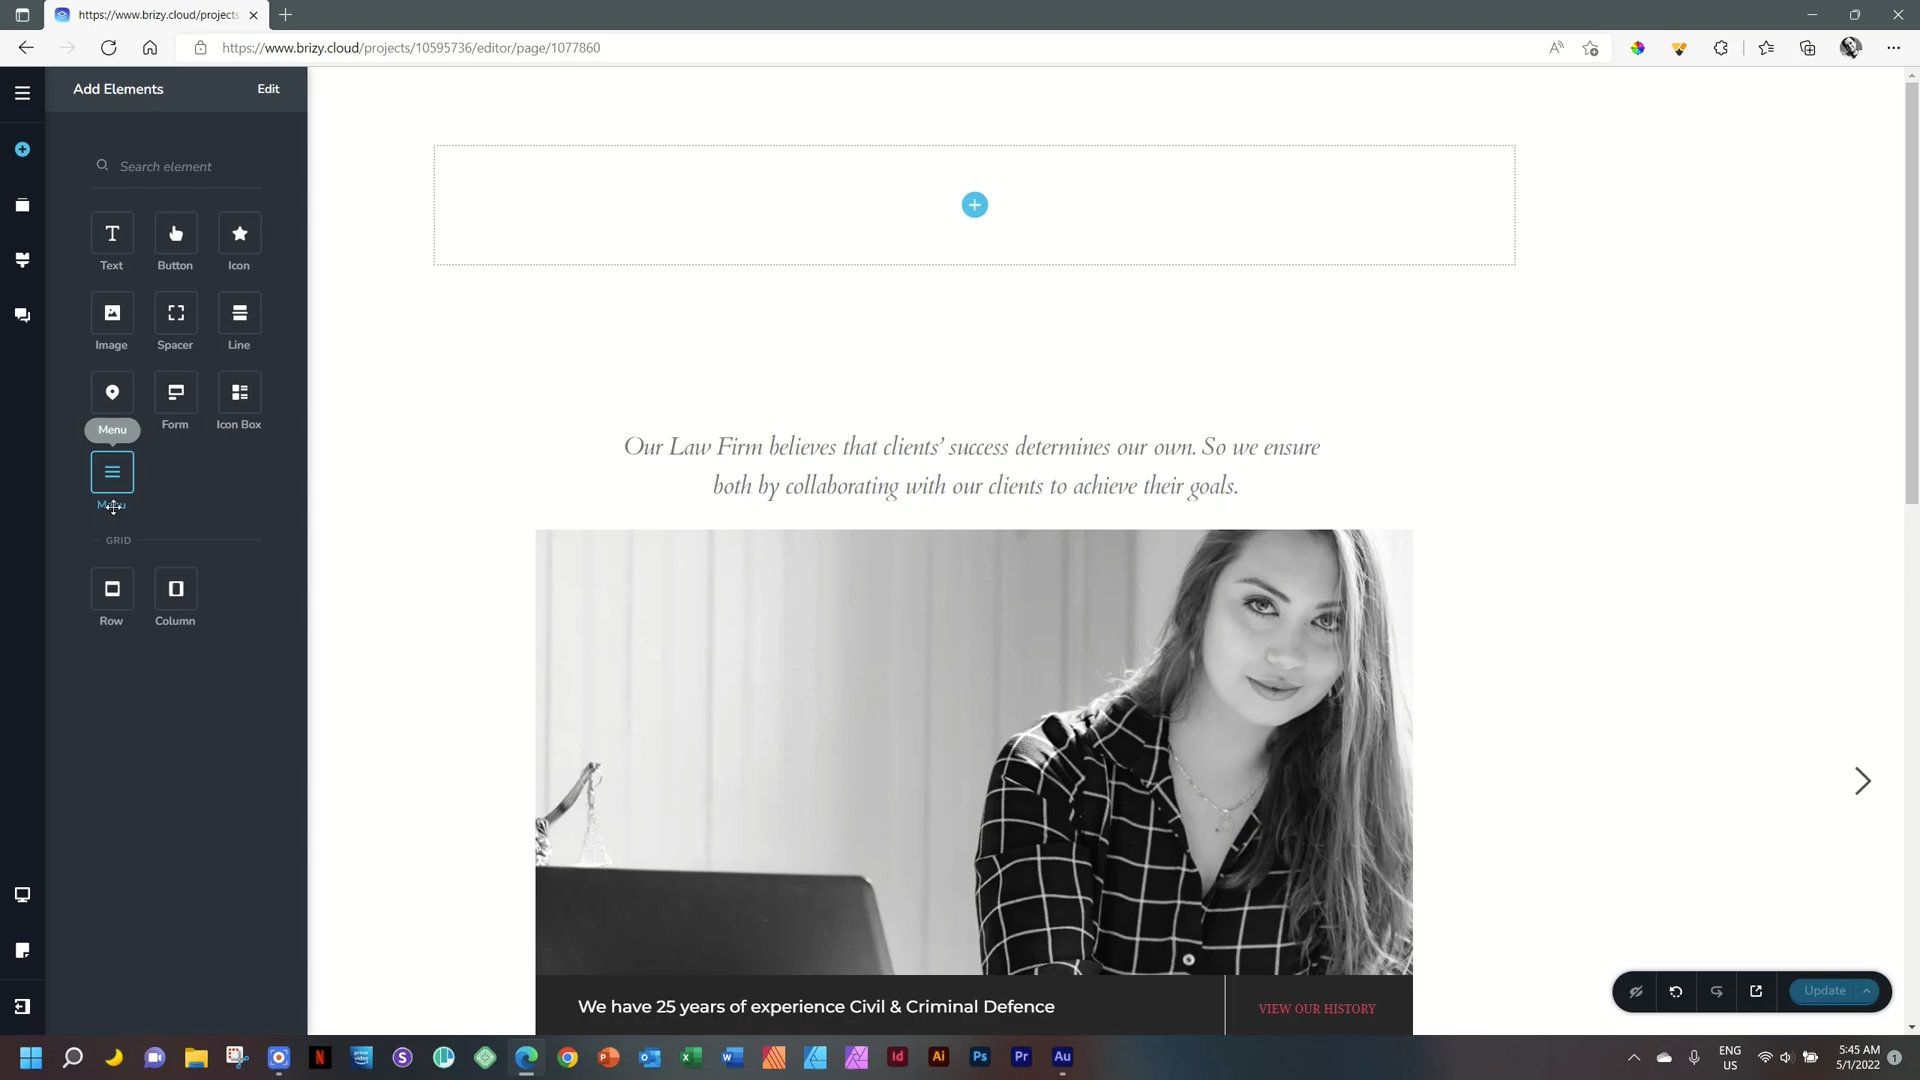 https://www.brizy.cloud/projects
https://www.brizy.cloud/projects/10595736/editor/page/1077860
Add Elements
Edit
Search element
Text
Button
Icon
Image
Spacer
Line
Menu
Form
Icon Box
Menu
GRID
Row
Column
Our Law Firm believes that clients’ success determines our own. So we ensure
both by collaborating with our clients to achieve their goals.
We have 25 years of experience Civil & Criminal Defence
VIEW OUR HISTORY
Update
ENG
US
5:45 AM
5/1/2022
1